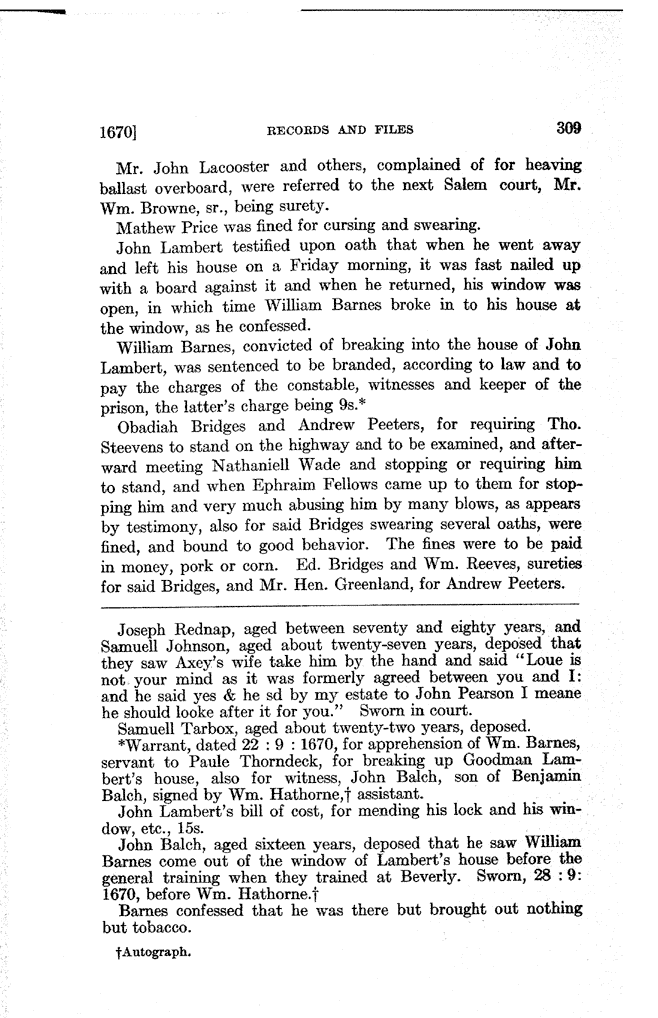 1670] RECORDS AND FILES 309
Mr. John Lacooster and others, complained of for heaving
ballast overboard, were referred to the next Salem court, Mr.
Wm. Browne, sr., being surety.
Mathew Price was fined for cursing and swearing.
John Lambert testified upon oath that when he went away
and left his house on a Friday morning, it was fast nailed up
with a board against it and when he returned, his window was
open, in which time William Barnes broke in to his house at
the window, as he confessed.
William Barnes, convicted of breaking into the house of John
Lambert, was sentenced to be branded, according to law and to
pay the charges of the constable, witnesses and keeper of the
prison, the latter's charge being 9s.*
Obadiah Bridges and Andrew Peeters, for requiring Tho.
Steevens to stand on the highway and to be examined, and after-
ward meeting Nathaniell Wade and stopping or requiring him
to stand, and when Ephraim Fellows came up to them for stop-
ping him and very much abusing him by many blows, as appears
by testimony, also for said Bridges swearing several oaths, were
fined, and bound to good behavior. The fines were to be paid
in money, pork or corn. Ed. Bridges and Wm. Reeves, sureties
for said Bridges, and Mr. Hen. Greenland, for Andrew Peeters.
Joseph Rednap, aged between seventy and eighty years, and
Samuell Johnson, aged about twenty-seven years, deposed that
they saw Axey's wife take him by the hand and said "Loue is
not your mind as it was formerly agreed between you and I:
and he said yes & he sd by my estate to John Pearson I meane
he should looke after it for you." Sworn in court.
Samuell Tarbox, aged about twenty-two years, deposed.
*Warrant, dated 22 : 9 : 1670, for apprehension of Wm. Barnes,
servant to Paule Thorndeck, for breaking up Goodman Lam-
bert's house, also for witness, John Balch, son of Benjamin
Balch, signed by Wm. Hathorne,† assistant.
John Lambert's bill of cost, for mending his lock and his win-
dow, etc., 15s.
John Balch, aged sixteen years, deposed that he saw William
Barnes come out of the window of Lambert's house before the
general training when they trained at Beverly. Sworn, 28 : 9:
1670, before Wm. Hathorne.†
Barnes confessed that he was there but brought out nothing
but tobacco.
†Autograph.